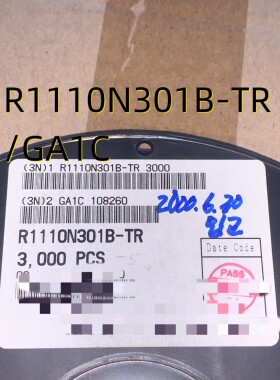 R1110N301B-TR
/GA1C
(3N)1 R1110N301B-TR 3000
(3N)2 GA1C 108260
2000.6.20
R1110N301B-TR
Date Code
3,000 PCS
PASS